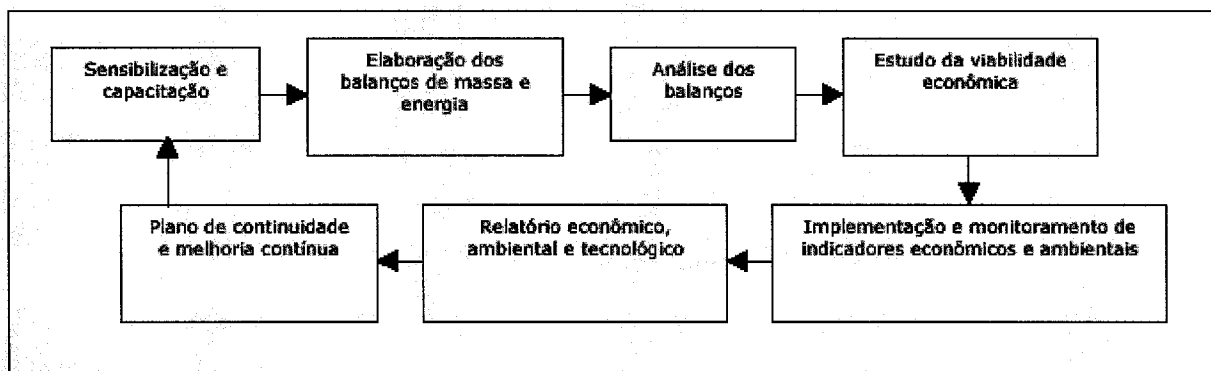 Sensibilização e
capacitação
Elaboração dos
balanços de massa e
energia
Análise dos
balanços
Estudo da viabilidade
econômica
Implementação e monitoramento de
indicadores econômicos e ambientais
Relatório econômico,
ambiental e tecnológico
Plano de continuidade
e melhoria contínua